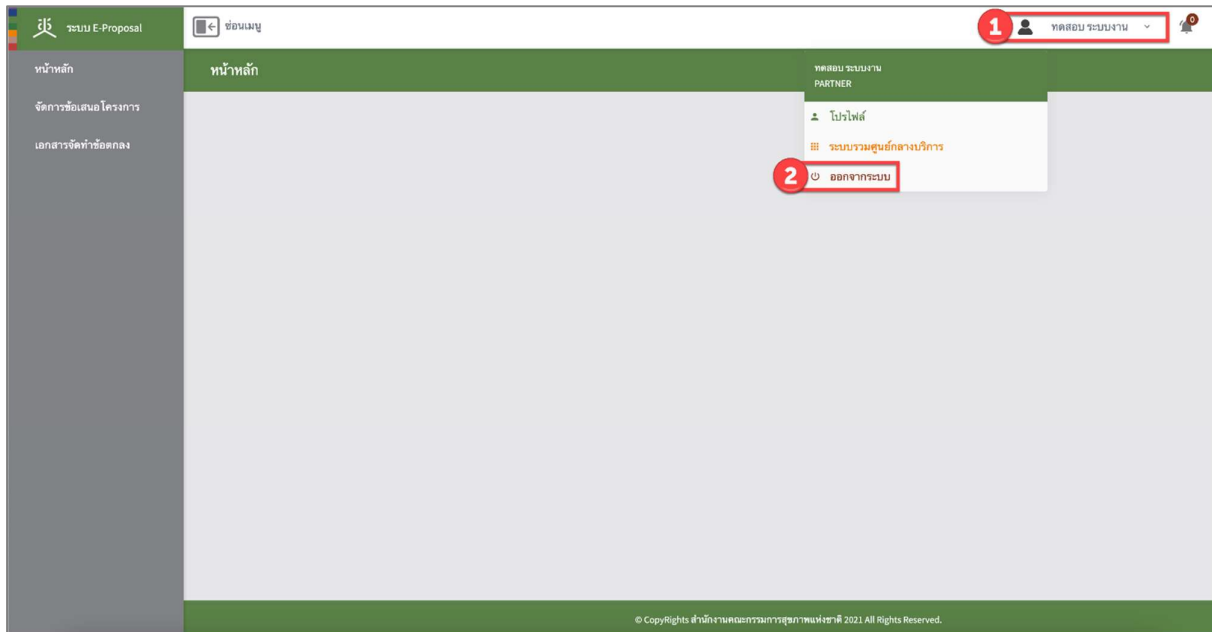 ระบบ E-Proposal
ซ่อนเมนู
1
ทดสอบ ระบบงาน
0
หน้าหลัก
จัดการข้อเสนอโครงการ
เอกสารจัดทำข้อตกลง
หน้าหลัก
ทดสอบ ระบบงาน
PARTNER
โปรไฟล์
ระบบรวมศูนย์กลางบริการ
2
ออกจากระบบ
© CopyRights สำนักงานคณะกรรมการสุขภาพแห่งชาติ 2021 All Rights Reserved.